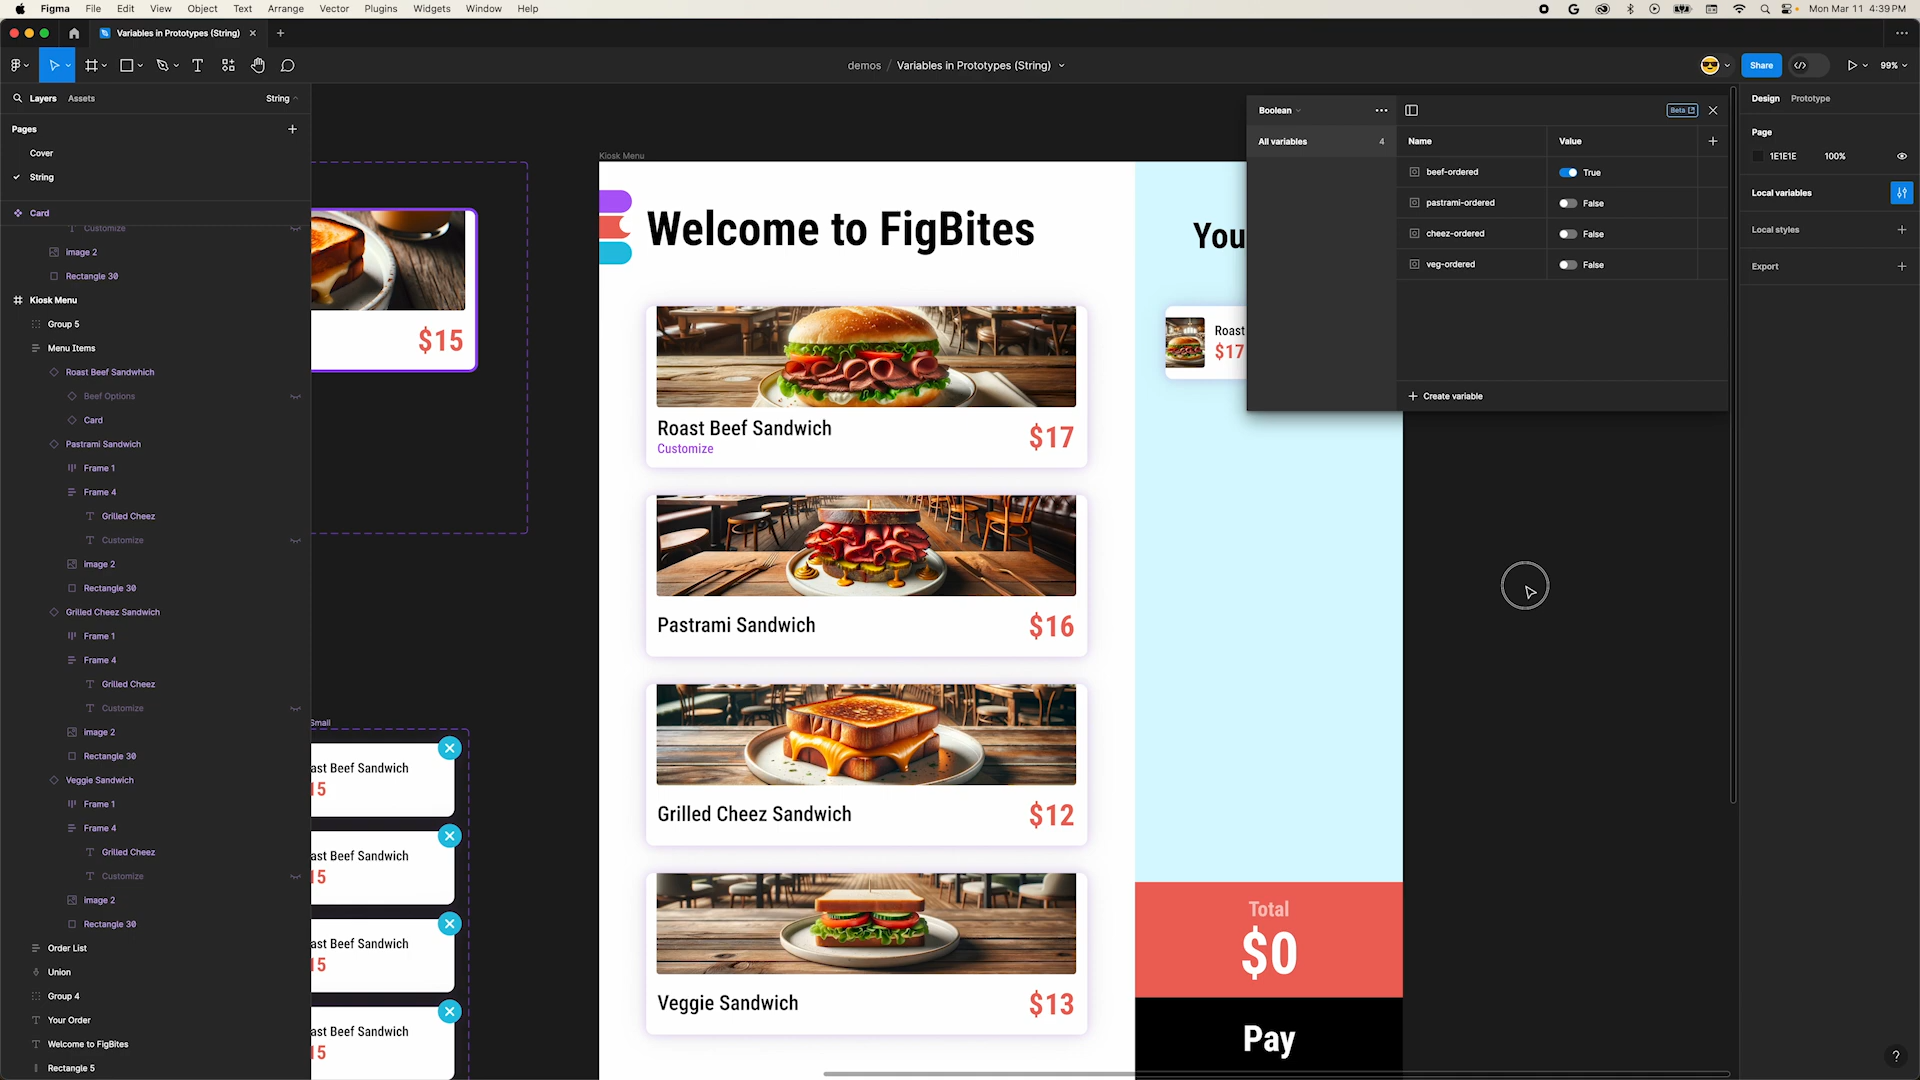 Figma File Edit View Object Text Arrange Vector Plugins Widgets Window Help
Mon Mar 11 4:39 PM
Variables in Prototypes (String)
demos / Variables in Prototypes (String)
Share
99%
Layers
Assets
String
Pages
Cover
String
Card
Customize
image 2
Rectangle 30
Kiosk Menu
Group 5
Menu Items
Roast Beef Sandwhich
Beef Options
Card
Pastrami Sandwich
Frame 1
Frame 4
Grilled Cheez
Customize
image 2
Rectangle 30
Grilled Cheez Sandwich
Frame 1
Frame 4
Grilled Cheez
Customize
image 2
Rectangle 30
Veggie Sandwich
Frame 1
Frame 4
Grilled Cheez
Customize
image 2
Rectangle 30
Order List
Union
Group 4
Your Order
Welcome to FigBites
Rectangle 5
$15
Small
ast Beef Sandwich
15
ast Beef Sandwich
15
ast Beef Sandwich
15
ast Beef Sandwich
15
Kiosk Menu
Welcome to FigBites
Roast Beef Sandwich
Customize
$17
Pastrami Sandwich
$16
Grilled Cheez Sandwich
$12
Veggie Sandwich
$13
You
Roast
$17
Total
$0
Pay
Boolean
Beta
All variables 4
Name
Value
beef-ordered
True
pastrami-ordered
False
cheez-ordered
False
veg-ordered
False
Create variable
Design
Prototype
Page
1E1E1E
100%
Local variables
Local styles
Export
?